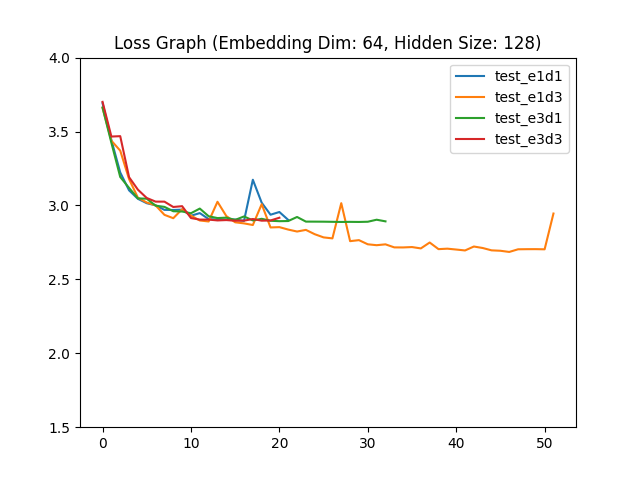 Loss Graph (Embedding Dim: 64, Hidden Size: 128)
4.0
3.5
3.0
2.5
2.0
1.5
0
10
20
30
40
50
test_e1d1
test_e1d3
test_e3d1
test_e3d3